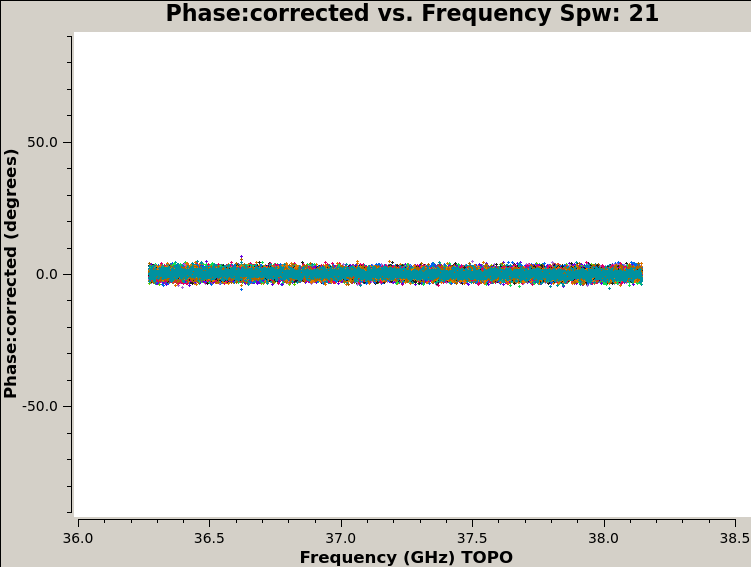 Phase:corrected vs. Frequency Spw: 21
Phase:corrected (degrees)
50.0
0.0
-50.0
36.0 36.5 37.0 37.5 38.0 38.5
Frequency (GHz) TOPO